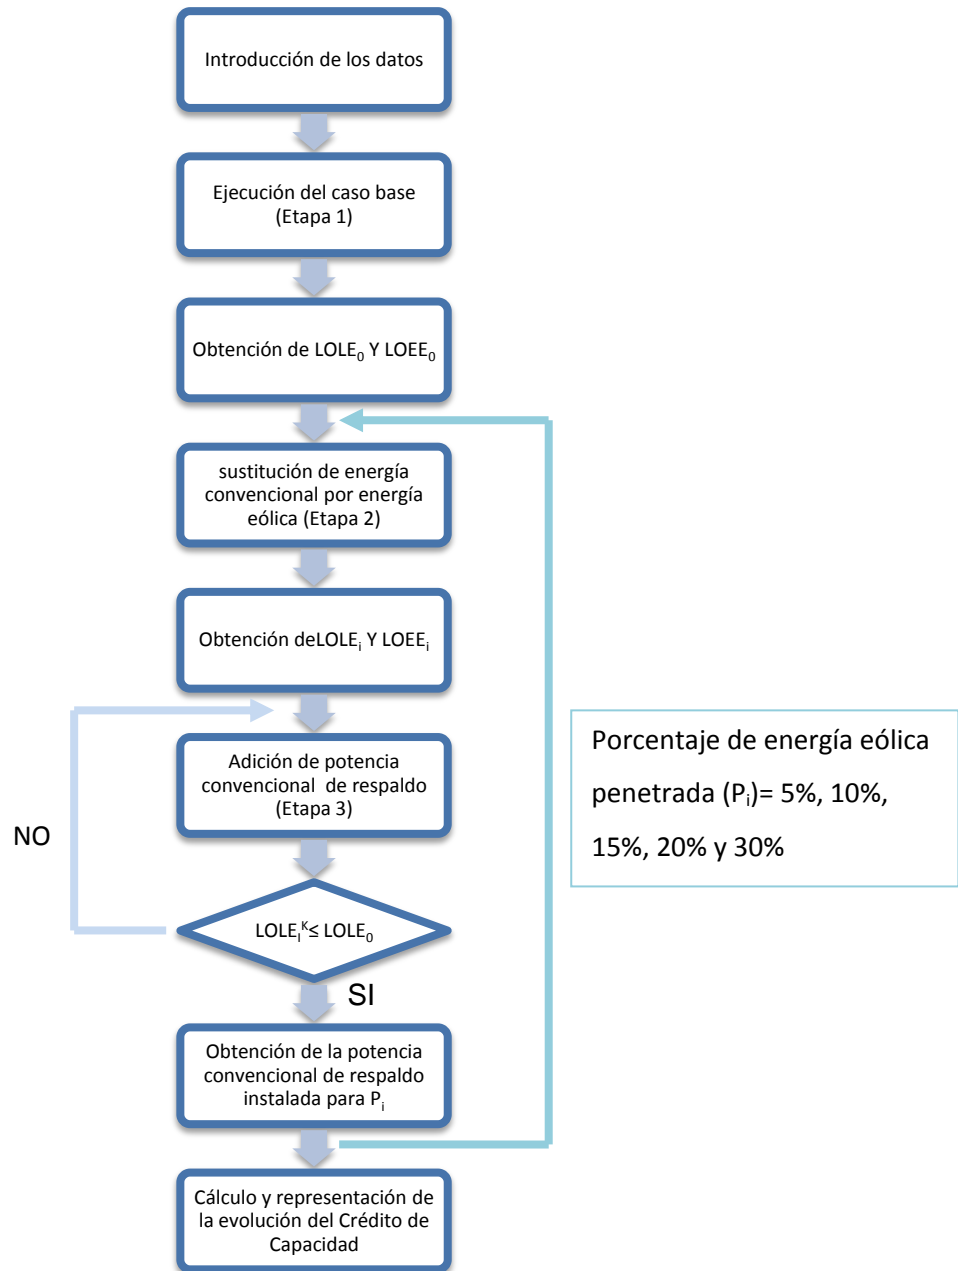 Introducción de los datos
Ejecución del caso base
(Etapa 1)
Obtención de LOLE₀ Y LOEE₀
sustitución de energía
convencional por energía
eólica (Etapa 2)
Obtención deLOLEᵢ Y LOEEᵢ
Adición de potencia
convencional de respaldo
(Etapa 3)
NO
LOLE_I^K≤ LOLE₀
SI
Obtención de la potencia
convencional de respaldo
instalada para Pᵢ
Cálculo y representación de
la evolución del Crédito de
Capacidad
Porcentaje de energía eólica
penetrada (Pᵢ)= 5%, 10%,
15%, 20% y 30%